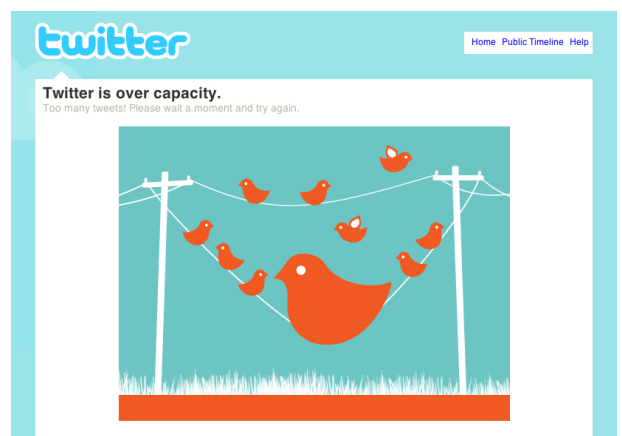 twitter
Home Public Timeline Help
Twitter is over capacity.
Too many tweets! Please wait a moment and try again.